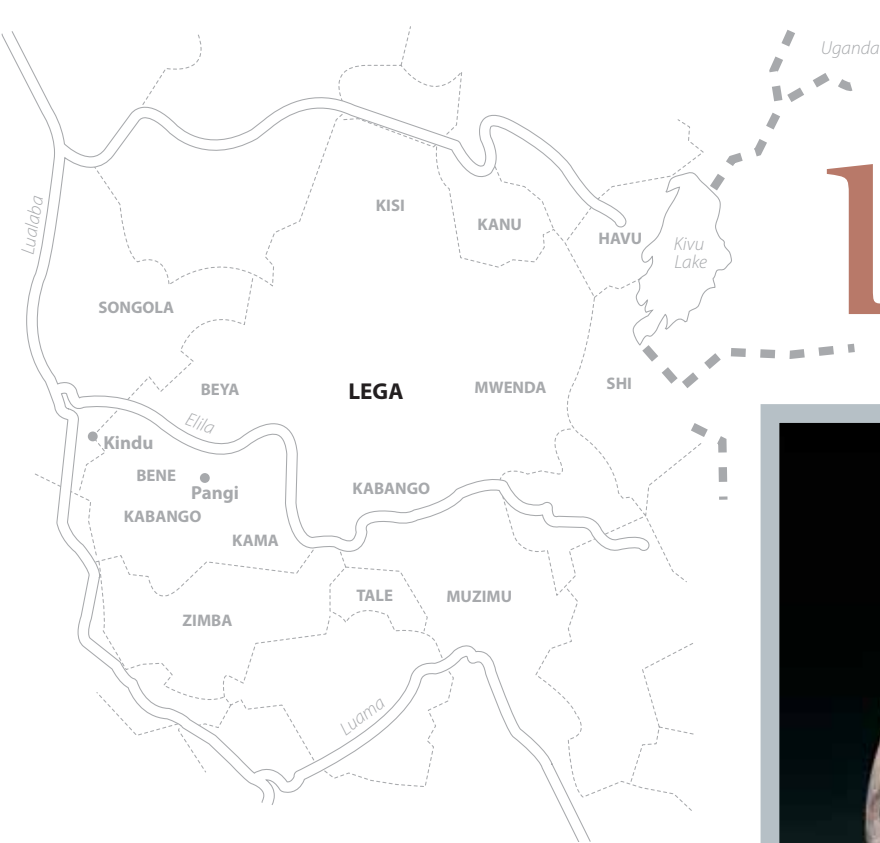 Uganda
KISI
KANU
HAVU
Kivu
Lake
Lualaba
SONGOLA
BEYA
LEGA
MWENDA
SHI
Elila
Kindu
BENE
Pangi
KABANGO
KABANGO
KAMA
TALE
MUZIMU
ZIMBA
Luama